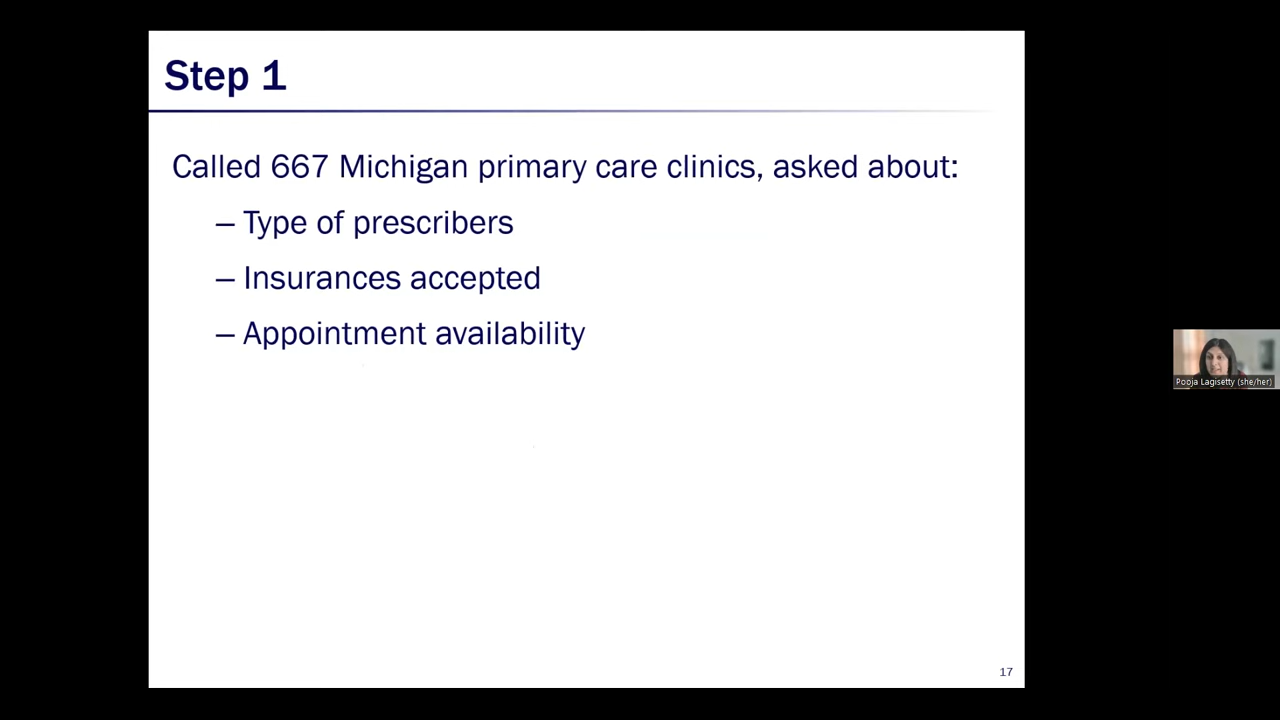 Step 1
Called 667 Michigan primary care clinics, asked about:
– Type of prescribers
– Insurances accepted
– Appointment availability
Pooja Lagisetty (she/her)
17